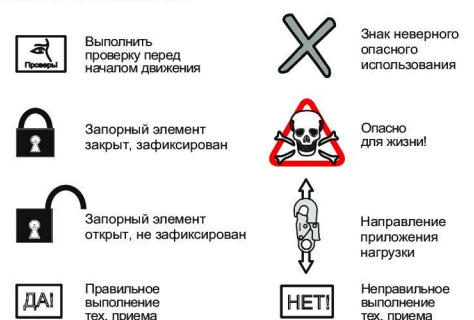 Проверь!
Выполнить
проверку перед
началом движения
Знак неверного
опасного
использования
Запорный элемент
закрыт, зафиксирован
Опасно
для жизни!
Запорный элемент
открыт, не зафиксирован
Направление
приложения
нагрузки
ДА!
Правильное
выполнение
тех. приема
НЕТ!
Неправильное
выполнение
тех. приема